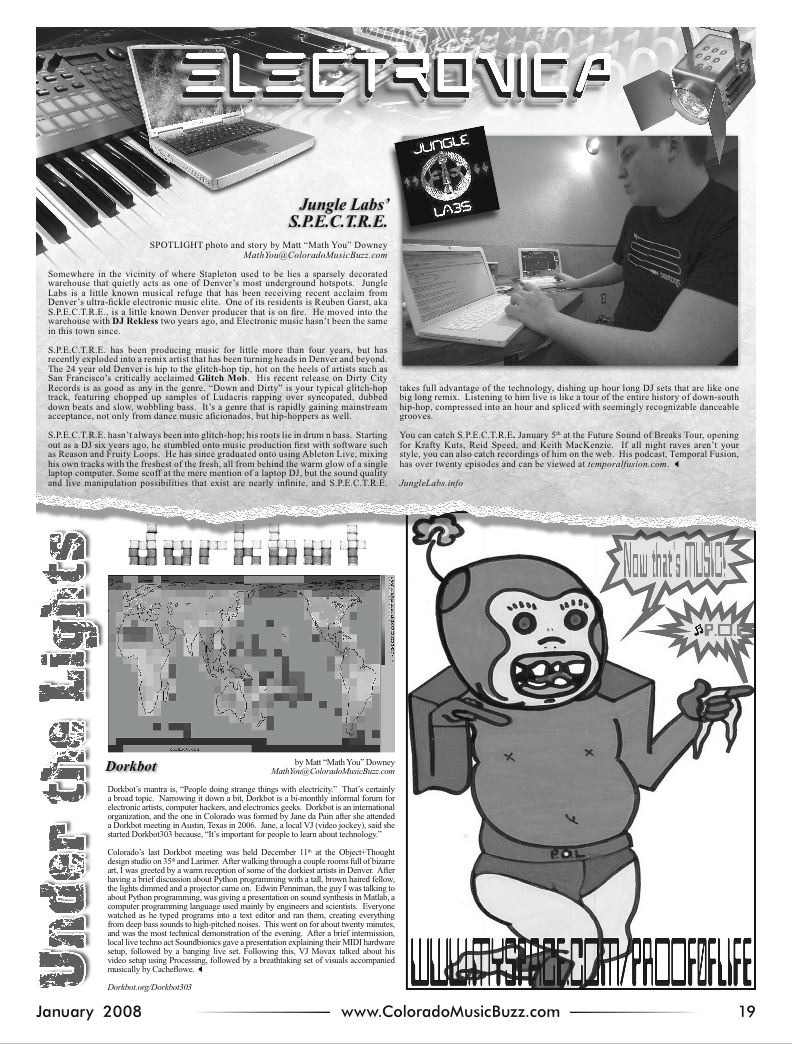 ELECTRONICA
JUNGLE
LABS
Jungle Labs’
S.P.E.C.T.R.E.
SPOTLIGHT photo and story by Matt “Math You” Downey
MathYou@ColoradoMusicBuzz.com
Somewhere in the vicinity of where Stapleton used to be lies a sparsely decorated
warehouse that quietly acts as one of Denver’s most underground hotspots. Jungle
Labs is a little known musical refuge that has been receiving recent acclaim from
Denver’s ultra-fickle electronic music elite. One of its residents is Reuben Garst, aka
S.P.E.C.T.R.E., is a little known Denver producer that is on fire. He moved into the
warehouse with DJ Rekless two years ago, and Electronic music hasn’t been the same
in this town since.
S.P.E.C.T.R.E. has been producing music for little more than four years, but has
recently exploded into a remix artist that has been turning heads in Denver and beyond.
The 24 year old Denver is hip to the glitch-hop tip, hot on the heels of artists such as
San Francisco’s critically acclaimed Glitch Mob. His recent release on Dirty City
Records is as good as any in the genre. “Down and Dirty” is your typical glitch-hop
track, featuring chopped up samples of Ludacris rapping over syncopated, dubbed
down beats and slow, wobbling bass. It’s a genre that is rapidly gaining mainstream
acceptance, not only from dance music aficionados, but hip-hoppers as well.
S.P.E.C.T.R.E. hasn’t always been into glitch-hop; his roots lie in drum n bass. Starting
out as a DJ six years ago, he stumbled onto music production first with software such
as Reason and Fruity Loops. He has since graduated onto using Ableton Live, mixing
his own tracks with the freshest of the fresh, all from behind the warm glow of a single
laptop computer. Some scoff at the mere mention of a laptop DJ, but the sound quality
and live manipulation possibilities that exist are nearly infinite, and S.P.E.C.T.R.E.
takes full advantage of the technology, dishing up hour long DJ sets that are like one
big long remix. Listening to him live is like a tour of the entire history of down-south
hip-hop, compressed into an hour and spliced with seemingly recognizable danceable
grooves.
You can catch S.P.E.C.T.R.E. January 5th at the Future Sound of Breaks Tour, opening
for Krafty Kuts, Reid Speed, and Keith MacKenzie. If all night raves aren’t your
style, you can also catch recordings of him on the web. His podcast, Temporal Fusion,
has over twenty episodes and can be viewed at temporalfusion.com.
JungleLabs.info
Under the Lights
dorkbot
Dorkbot
by Matt “Math You” Downey
MathYou@ColoradoMusicBuzz.com
Dorkbot’s mantra is, “People doing strange things with electricity.” That’s certainly
a broad topic. Narrowing it down a bit, Dorkbot is a bi-monthly informal forum for
electronic artists, computer hackers, and electronics geeks. Dorkbot is an international
organization, and the one in Colorado was formed by Jane da Pain after she attended
a Dorkbot meeting in Austin, Texas in 2006. Jane, a local VJ (video jockey), said she
started Dorkbot303 because, “It’s important for people to learn about technology.”
Colorado’s last Dorkbot meeting was held December 11th at the Object+Thought
design studio on 35th and Larimer. After walking through a couple rooms full of bizarre
art, I was greeted by a warm reception of some of the dorkiest artists in Denver. After
having a brief discussion about Python programming with a tall, brown haired fellow,
the lights dimmed and a projector came on. Edwin Penniman, the guy I was talking to
about Python programming, was giving a presentation on sound synthesis in Matlab, a
computer programming language used mainly by engineers and scientists. Everyone
watched as he typed programs into a text editor and ran them, creating everything
from deep bass sounds to high-pitched noises. This went on for about twenty minutes,
and was the most technical demonstration of the evening. After a brief intermission,
local live techno act Soundbionics gave a presentation explaining their MIDI hardware
setup, followed by a banging live set. Following this, VJ Movax talked about his
video setup using Processing, followed by a breathtaking set of visuals accompanied
musically by Cacheflowe.
Dorkbot.org/Dorkbot303
Now that's MUSIC!
P.O.L
P.O.L
WWW.MYSPACE.COM/PROOFOFLIFE
January 2008
www.ColoradoMusicBuzz.com
19